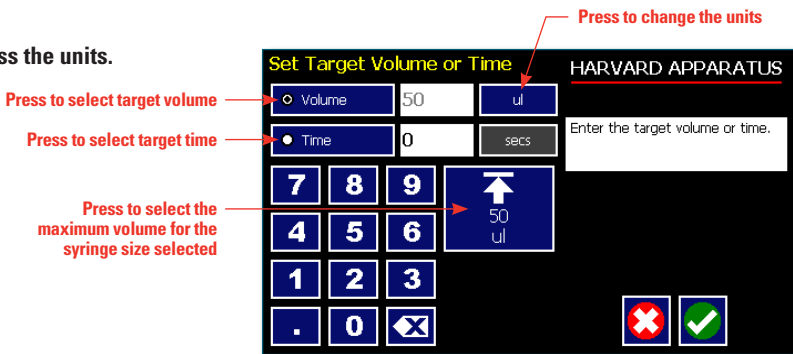 Press to change the units
ss the units.
Set Target Volume or Time
HARVARD APPARATUS
Press to select target volume
Volume
50
ul
Press to select target time
Time
0
secs
Enter the target volume or time.
7 8 9
Press to select the
maximum volume for the
syringe size selected
50
ul
4 5 6
1 2 3
. 0